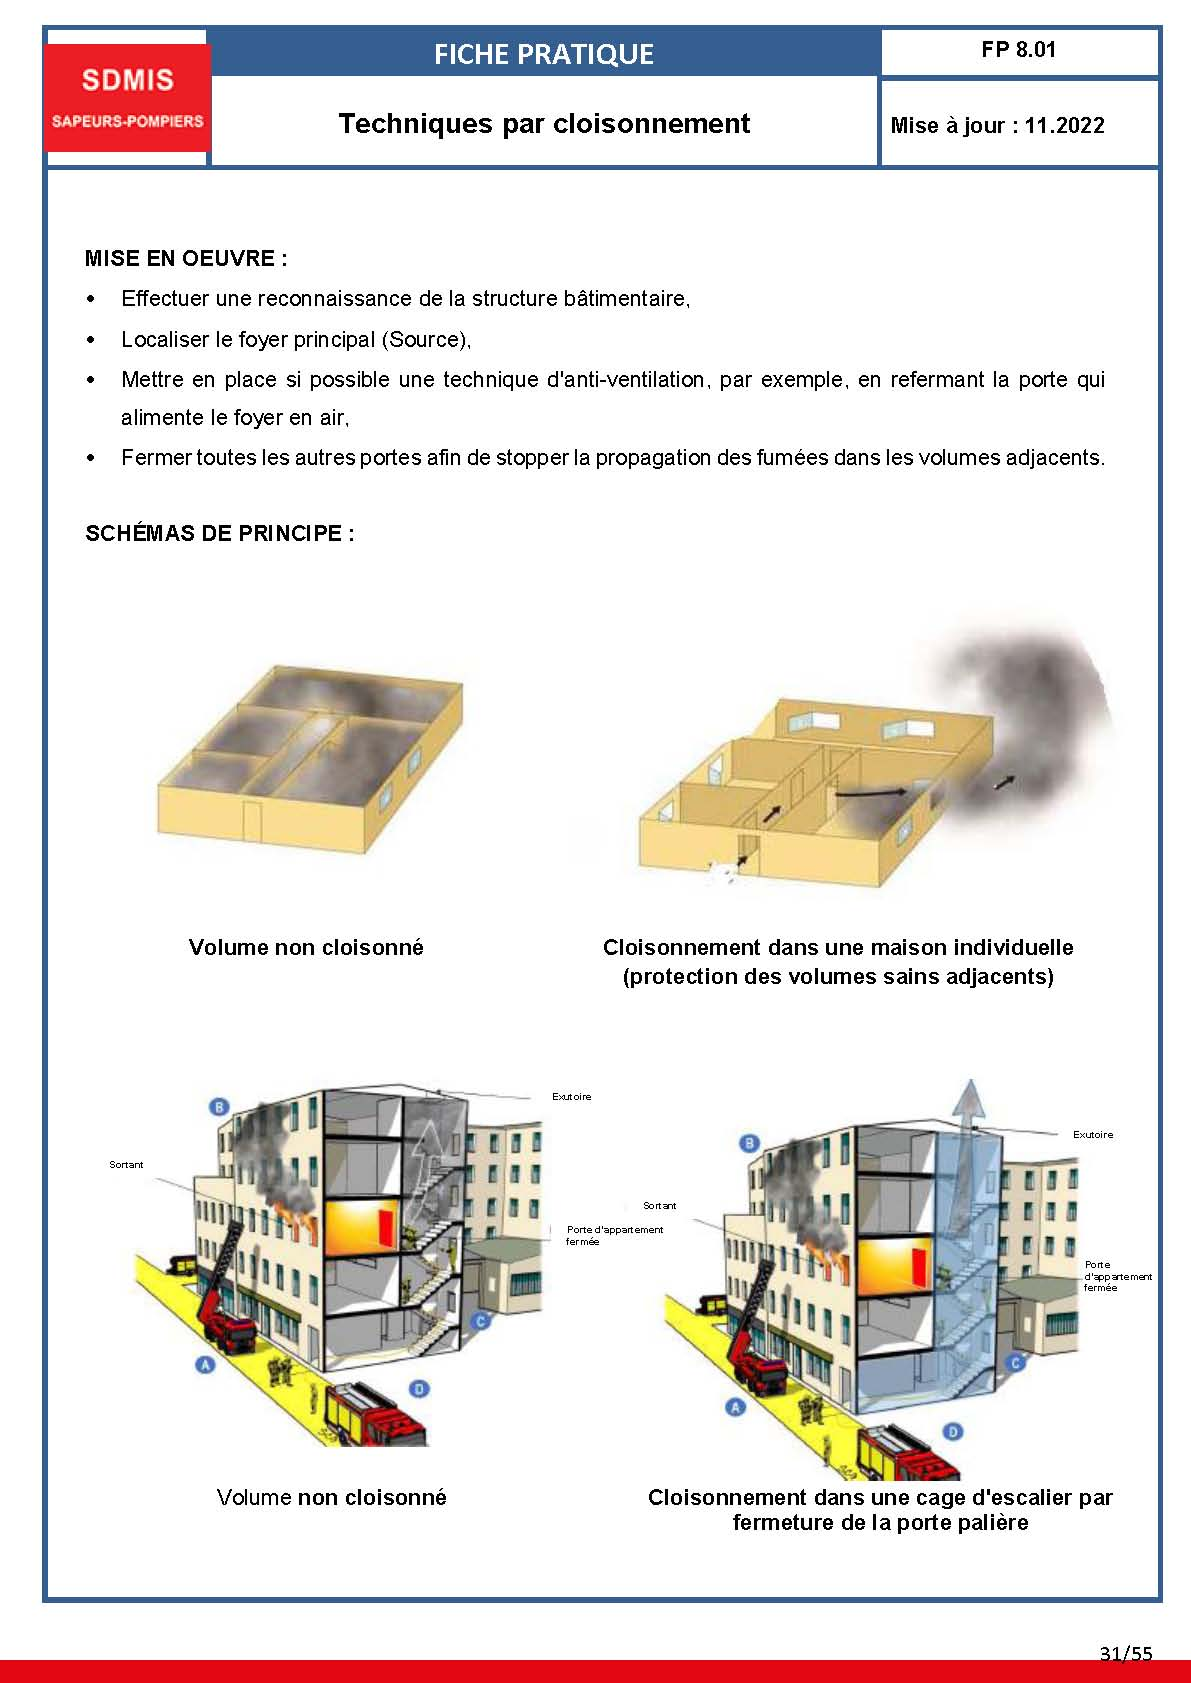 SDMIS
SAPEURS-POMPIERS
FICHE PRATIQUE
FP 8.01
Techniques par cloisonnement
Mise à jour : 11.2022
MISE EN OEUVRE :
• Effectuer une reconnaissance de la structure bâtimentaire,
• Localiser le foyer principal (Source),
• Mettre en place si possible une technique d'anti-ventilation, par exemple, en refermant la porte qui
alimente le foyer en air,
• Fermer toutes les autres portes afin de stopper la propagation des fumées dans les volumes adjacents.
SCHÉMAS DE PRINCIPE :
Volume non cloisonné
Cloisonnement dans une maison individuelle
(protection des volumes sains adjacents)
B
Exutoire
Sortant
Porte d'appartement
fermée
C
A
D
B
Exutoire
Sortant
Porte
d'appartement
fermée
C
A
D
Volume non cloisonné
Cloisonnement dans une cage d'escalier par
fermeture de la porte palière
31/55